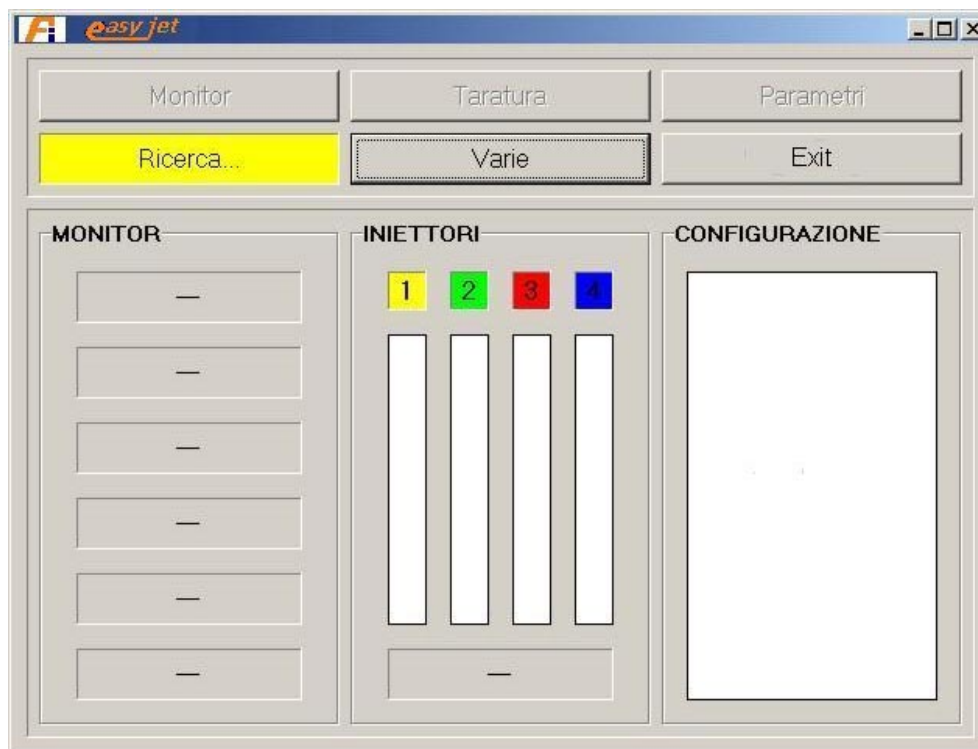 easy jet
Monitor Taratura Parametri
Ricerca... Varie Exit
MONITOR INIETTORI CONFIGURAZIONE
1 2 3 4
—
—
—
—
—
— —